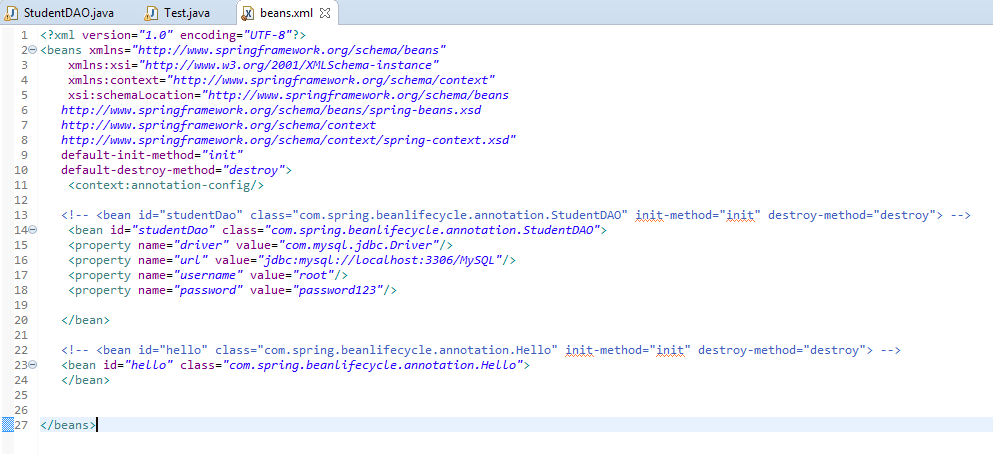 StudentDAO.java Test.java beans.xml
1 <?xml version="1.0" encoding="UTF-8"?>
2 <beans xmlns="http://www.springframework.org/schema/beans"
3 xmlns:xsi="http://www.w3.org/2001/XMLSchema-instance"
4 xmlns:context="http://www.springframework.org/schema/context"
5 xsi:schemaLocation="http://www.springframework.org/schema/beans
6 http://www.springframework.org/schema/beans/spring-beans.xsd
7 http://www.springframework.org/schema/context
8 http://www.springframework.org/schema/context/spring-context.xsd"
9 default-init-method="init"
10 default-destroy-method="destroy">
11 <context:annotation-config/>
12
13 <!-- <bean id="studentDao" class="com.spring.beanlifecycle.annotation.StudentDAO" init-method="init" destroy-method="destroy"> -->
14 <bean id="studentDao" class="com.spring.beanlifecycle.annotation.StudentDAO">
15 <property name="driver" value="com.mysql.jdbc.Driver"/>
16 <property name="url" value="jdbc:mysql://localhost:3306/MySQL"/>
17 <property name="username" value="root"/>
18 <property name="password" value="password123"/>
19
20 </bean>
21
22 <!-- <bean id="hello" class="com.spring.beanlifecycle.annotation.Hello" init-method="init" destroy-method="destroy"> -->
23 <bean id="hello" class="com.spring.beanlifecycle.annotation.Hello">
24 </bean>
25
26
27 </beans>